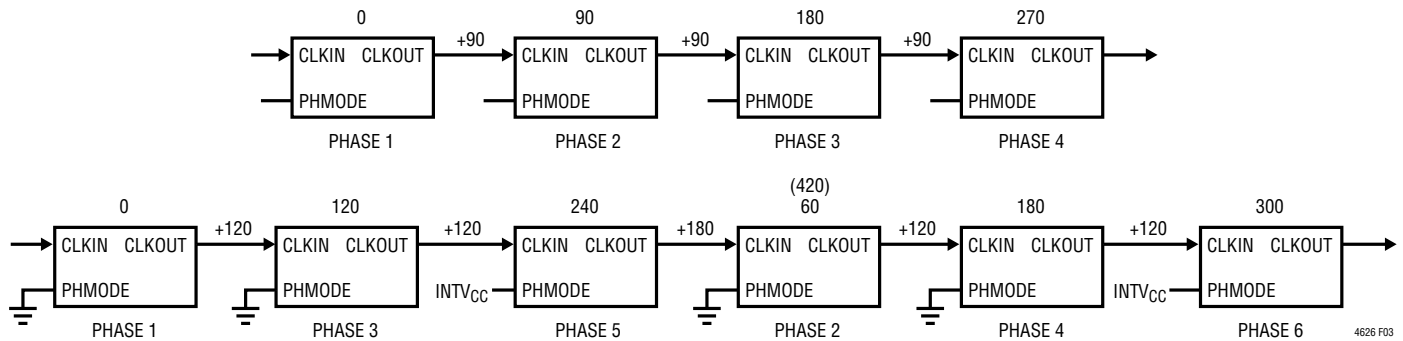 0 90 180 270
+90 +90 +90
CLKIN CLKOUT CLKIN CLKOUT CLKIN CLKOUT CLKIN CLKOUT
PHMODE PHMODE PHMODE PHMODE
PHASE 1 PHASE 2 PHASE 3 PHASE 4
(420)
0 120 240 60 180 300
+120 +120 +180 +120 +120
CLKIN CLKOUT CLKIN CLKOUT CLKIN CLKOUT CLKIN CLKOUT CLKIN CLKOUT CLKIN CLKOUT
PHMODE PHMODE INTVCC PHMODE PHMODE PHMODE INTVCC PHMODE
PHASE 1 PHASE 3 PHASE 5 PHASE 2 PHASE 4 PHASE 6 4626 F03